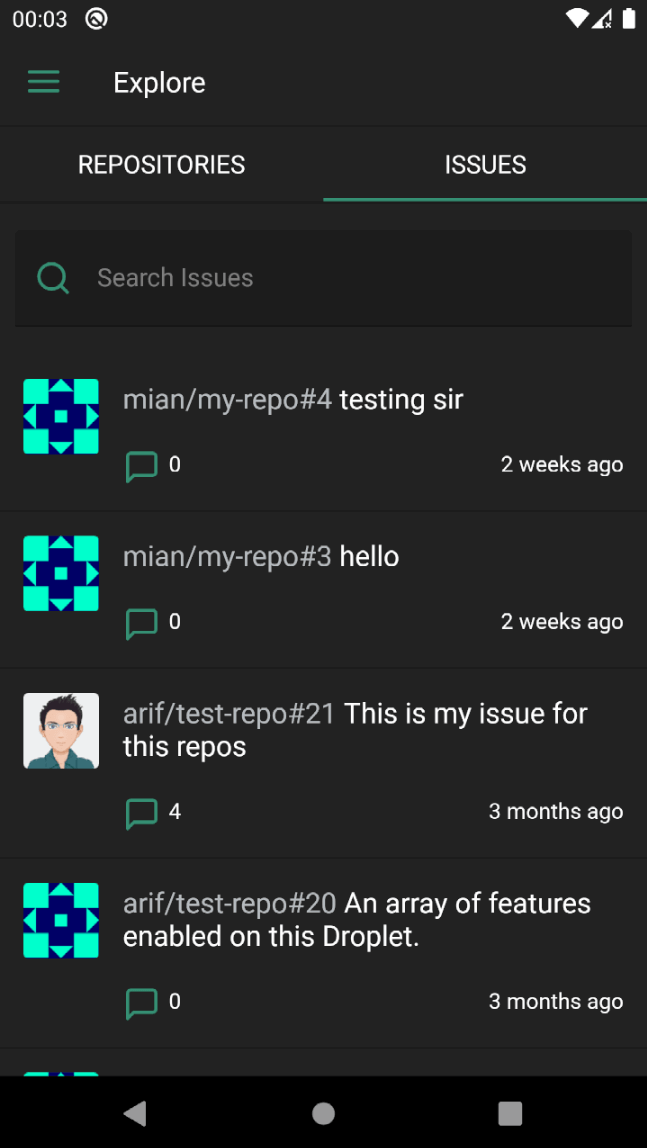 00:03
Explore
REPOSITORIES
ISSUES
Search Issues
mian/my-repo#4 testing sir
0
2 weeks ago
mian/my-repo#3 hello
0
2 weeks ago
arif/test-repo#21 This is my issue for
this repos
4
3 months ago
arif/test-repo#20 An array of features
enabled on this Droplet.
0
3 months ago